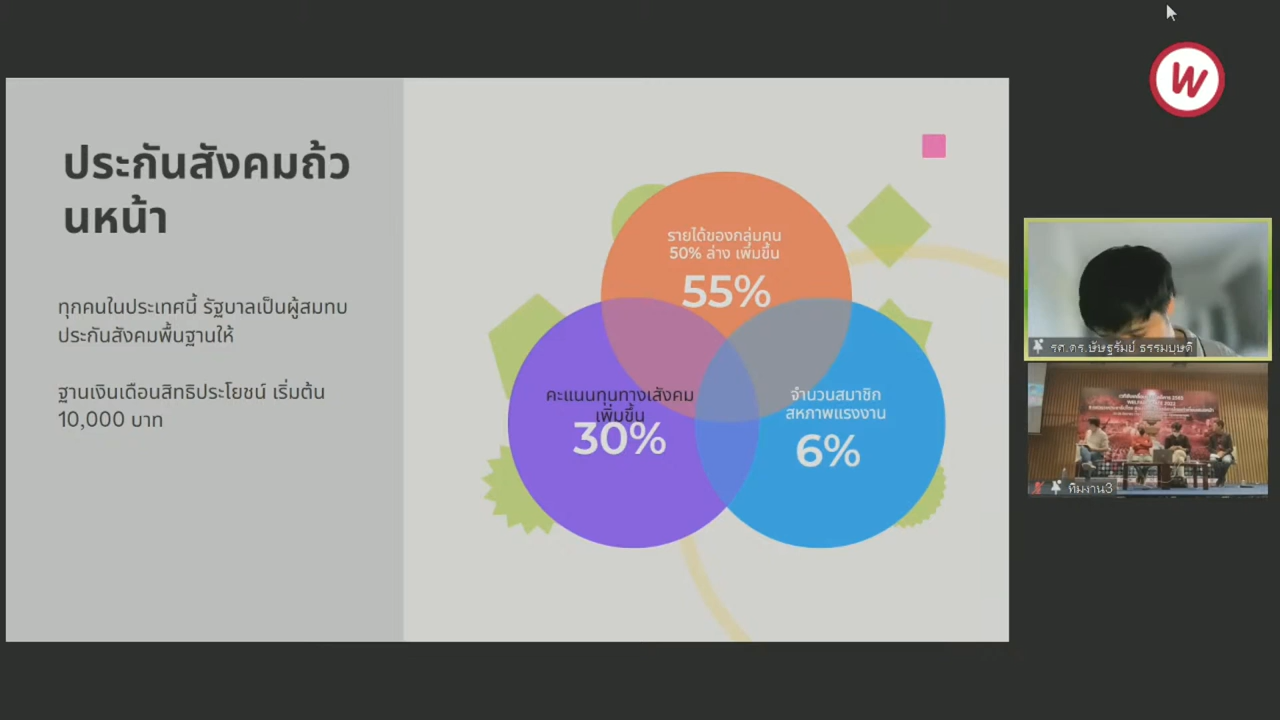 ประกันสังคมถ้ว
นหน้า
ทุกคนในประเทศนี้ รัฐบาลเป็นผู้สมทบ
ประกันสังคมพื้นฐานให้
ฐานเงินเดือนสิทธิประโยชน์ เริ่มต้น
10,000 บาท
รายได้ของกลุ่มคน
50% ล่าง เพิ่มขึ้น
55%
คะแนนทุนทางเสังคม
เพิ่มขึ้น
30%
จำนวนสมาชิก
สหภาพแรงงาน
6%
W
รศ.ดร.ษัษฐรัมย์ ธรรมบุษดี
ทีมงาน3